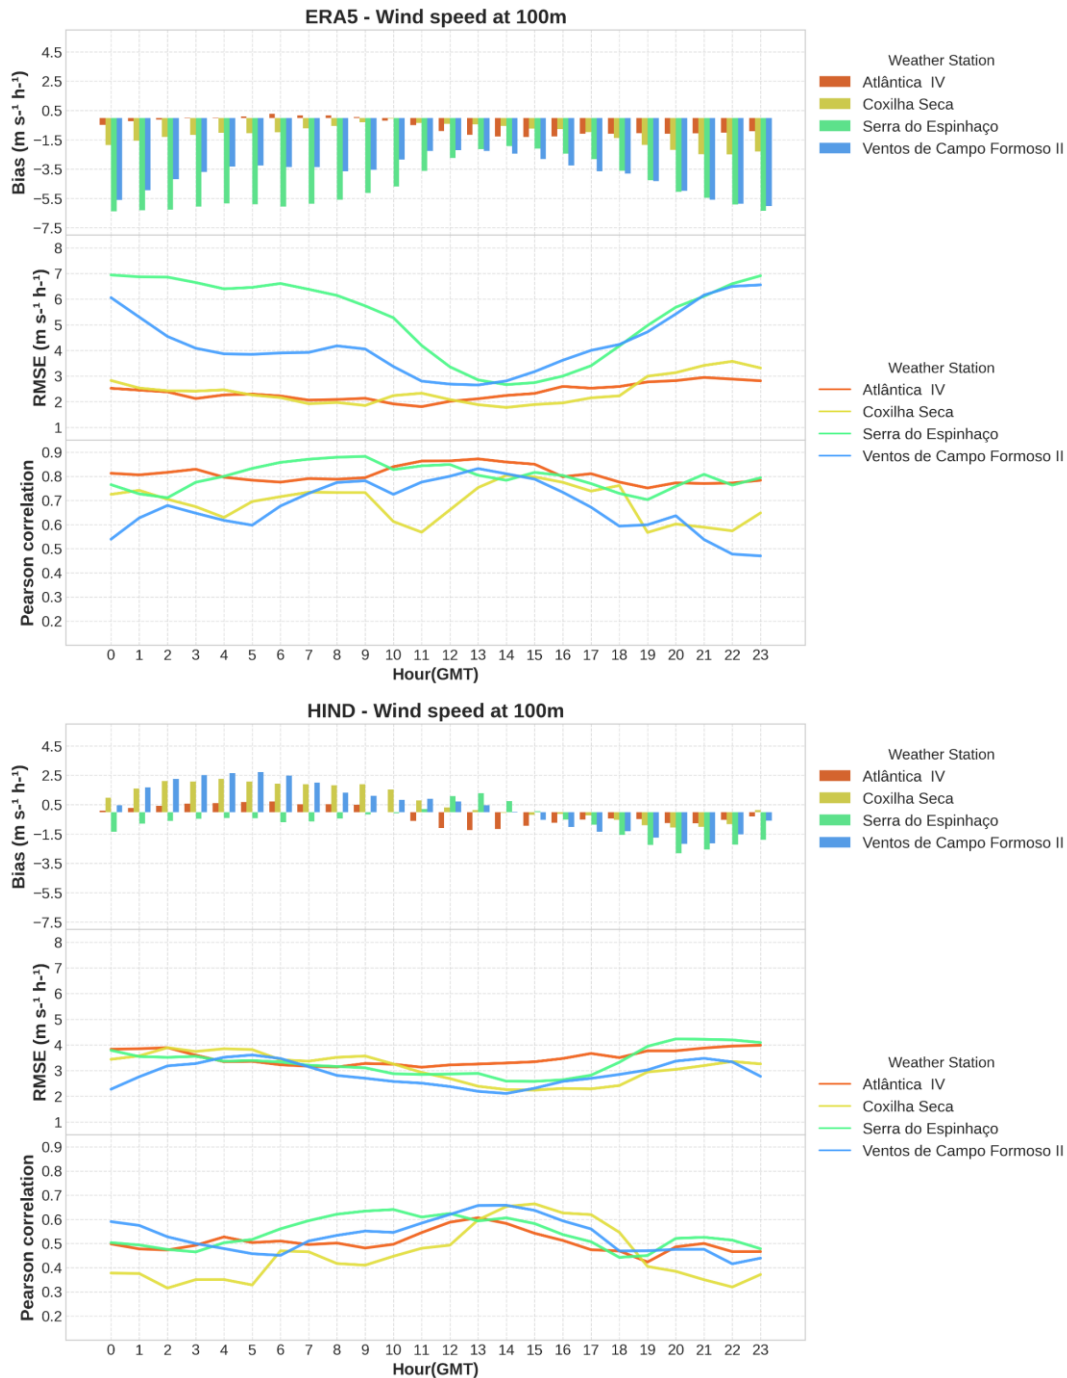 ERA5 - Wind speed at 100m
4.5
2.5
0.5
−1.5
−3.5
−5.5
−7.5
Bias (m s-¹ h-¹)
Weather Station
Atlântica IV
Coxilha Seca
Serra do Espinhaço
Ventos de Campo Formoso II
8
7
6
5
4
3
2
1
RMSE (m s-¹ h-¹)
Weather Station
Atlântica IV
Coxilha Seca
Serra do Espinhaço
Ventos de Campo Formoso II
0.9
0.8
0.7
0.6
0.5
0.4
0.3
0.2
Pearson correlation
0 1 2 3 4 5 6 7 8 9 10 11 12 13 14 15 16 17 18 19 20 21 22 23
Hour(GMT)
HIND - Wind speed at 100m
4.5
2.5
0.5
−1.5
−3.5
−5.5
−7.5
Bias (m s-¹ h-¹)
Weather Station
Atlântica IV
Coxilha Seca
Serra do Espinhaço
Ventos de Campo Formoso II
8
7
6
5
4
3
2
1
RMSE (m s-¹ h-¹)
Weather Station
Atlântica IV
Coxilha Seca
Serra do Espinhaço
Ventos de Campo Formoso II
0.9
0.8
0.7
0.6
0.5
0.4
0.3
0.2
Pearson correlation
0 1 2 3 4 5 6 7 8 9 10 11 12 13 14 15 16 17 18 19 20 21 22 23
Hour(GMT)